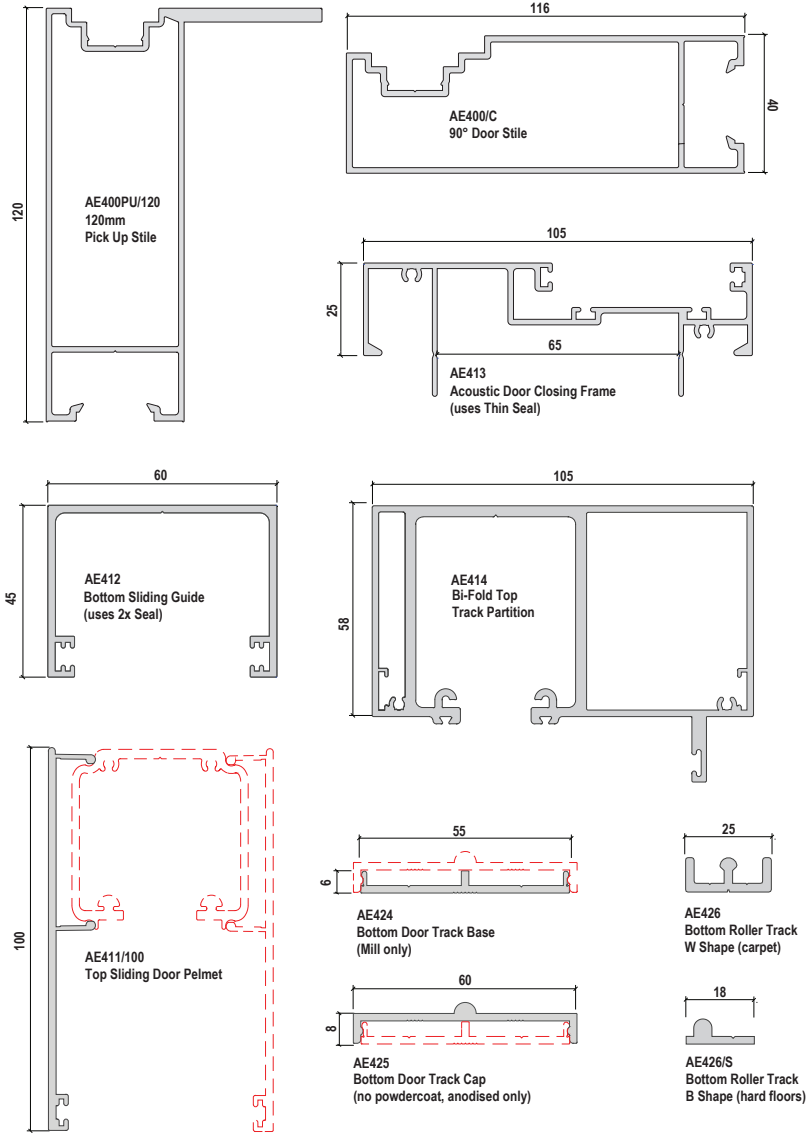 116
40
AE400/C
90° Door Stile
120
AE400PU/120
120mm
Pick Up Stile
105
25
65
AE413
Acoustic Door Closing Frame
(uses Thin Seal)
60
45
AE412
Bottom Sliding Guide
(uses 2x Seal)
105
58
AE414
Bi-Fold Top
Track Partition
100
AE411/100
Top Sliding Door Pelmet
55
6
AE424
Bottom Door Track Base
(Mill only)
25
AE426
Bottom Roller Track
W Shape (carpet)
60
8
AE425
Bottom Door Track Cap
(no powdercoat, anodised only)
18
AE426/S
Bottom Roller Track
B Shape (hard floors)